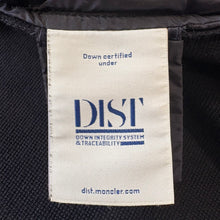 Down certified
under
DIST
DOWN INTEGRITY SYSTEM
& TRACEABILITY
dist.moncler.com